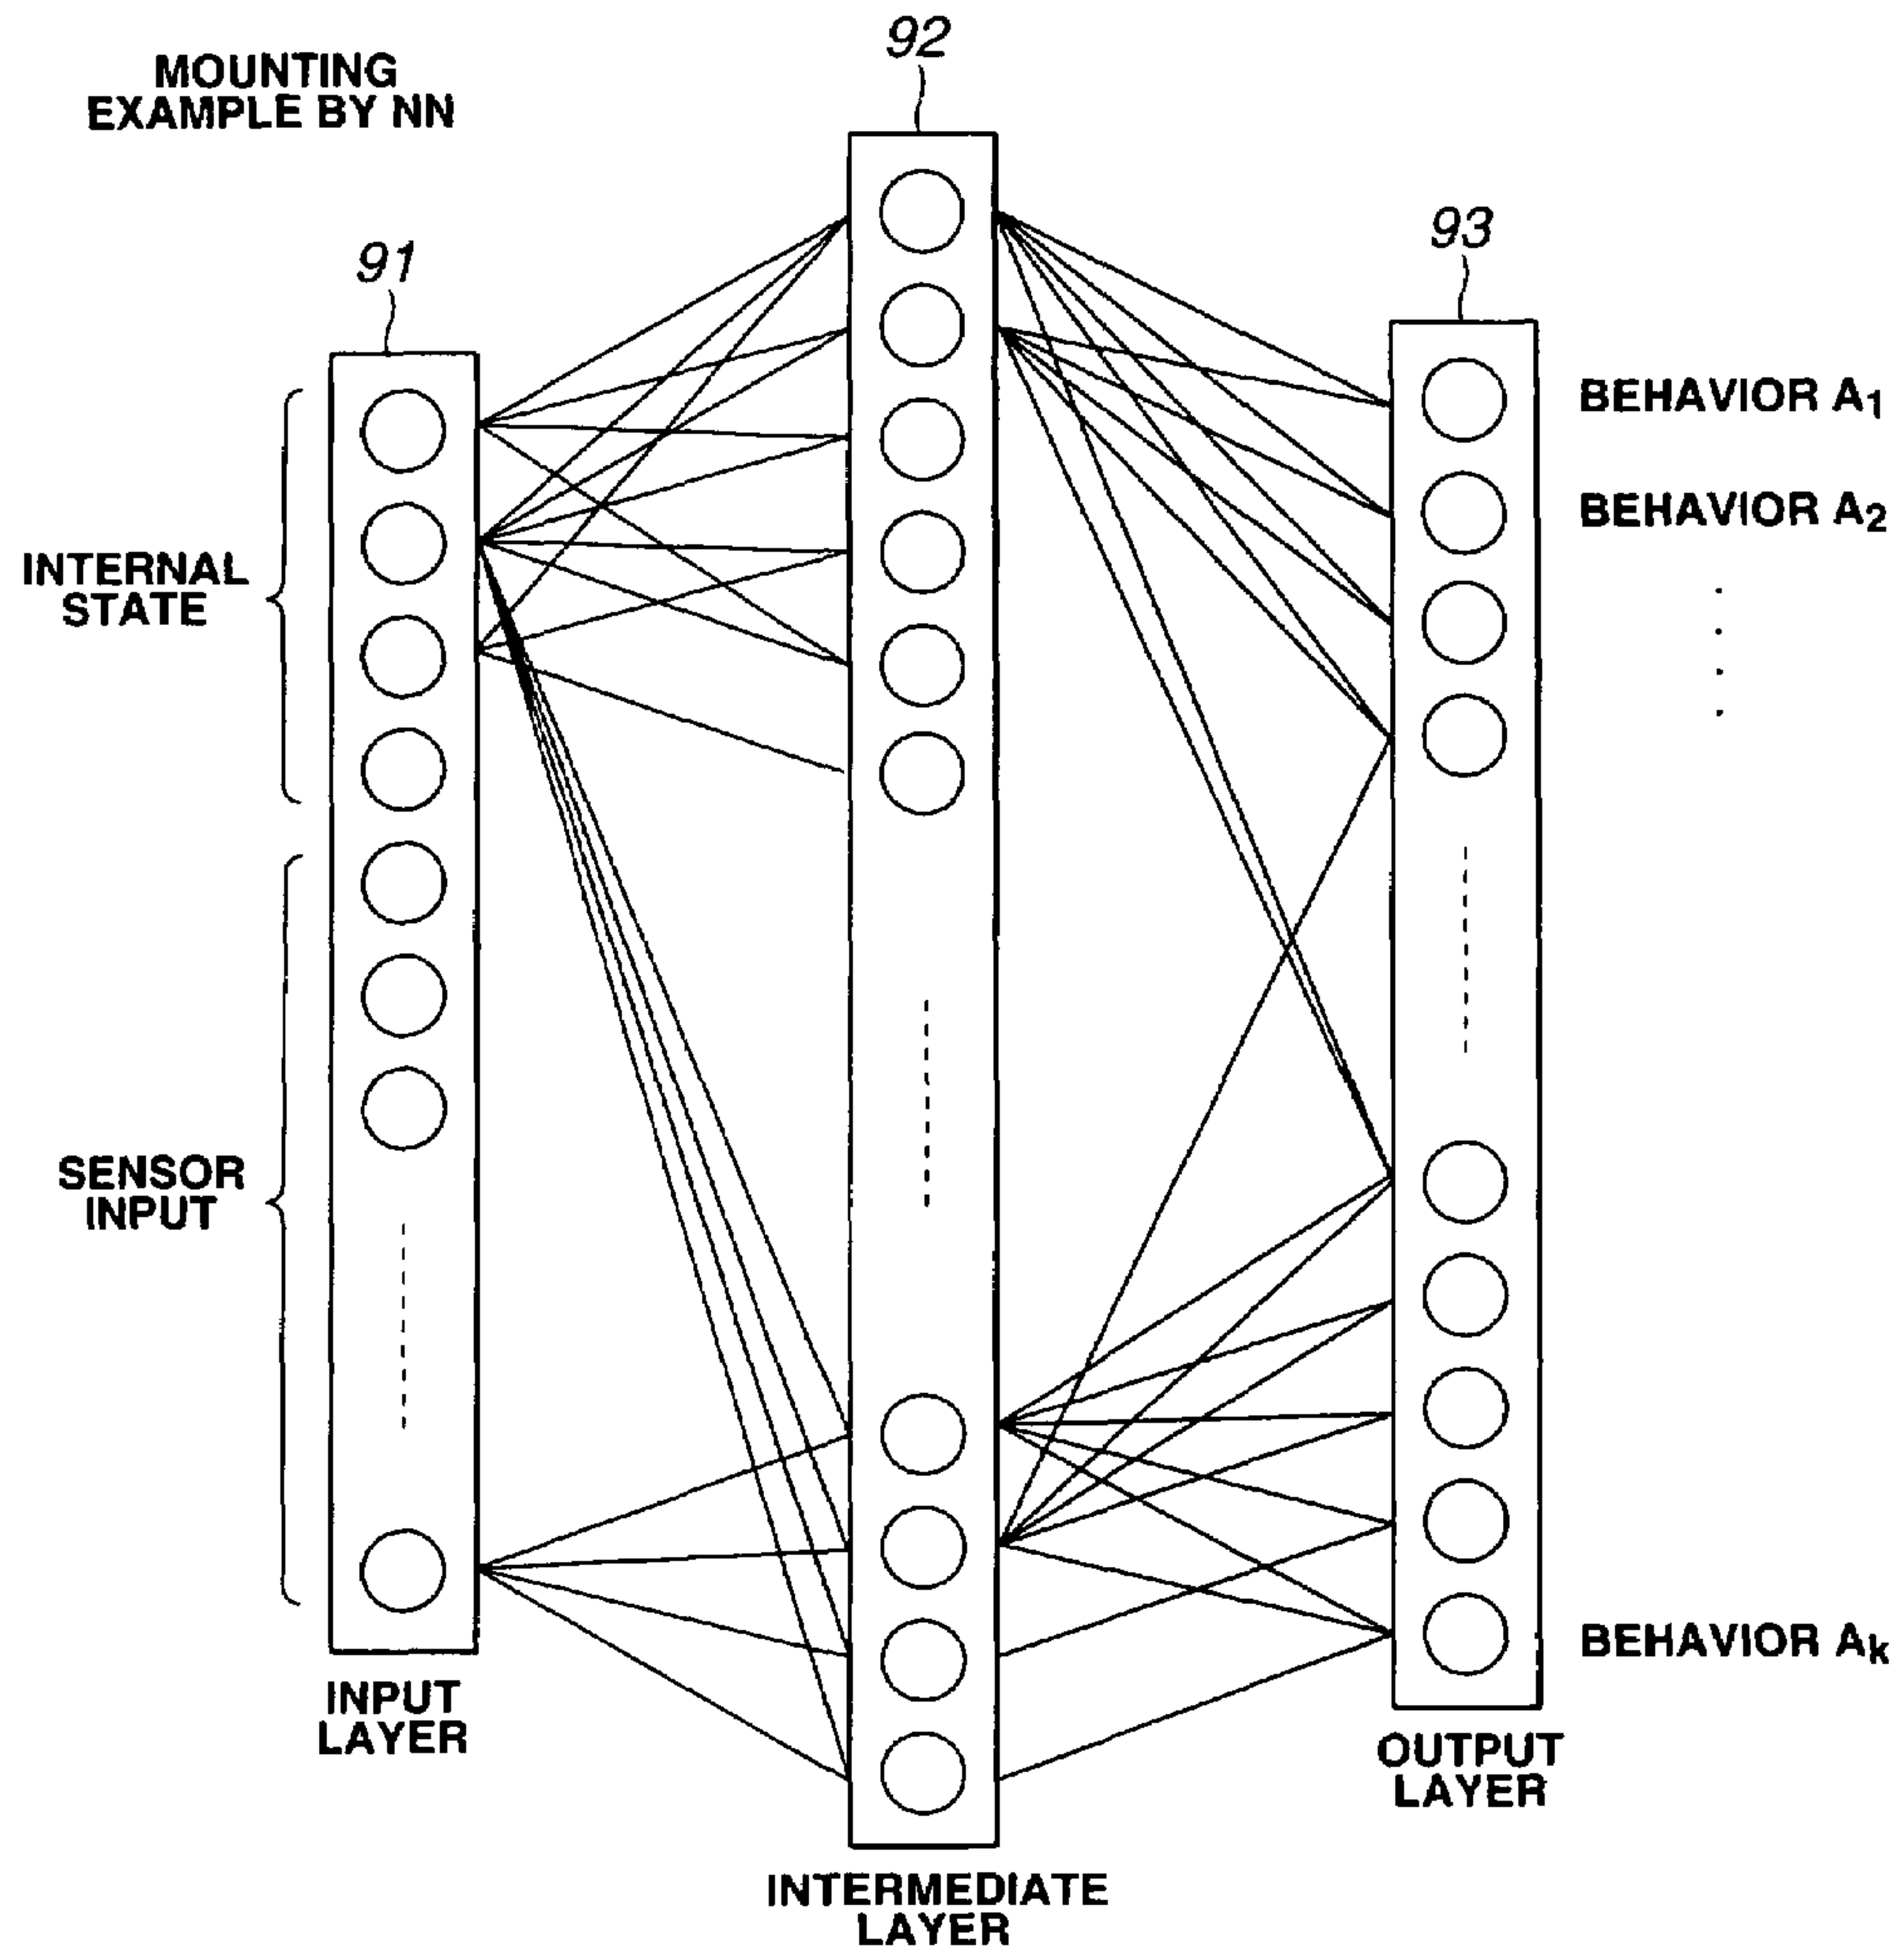 MOUNTING
EXAMPLE BY NN
92
91
93
BEHAVIOR A1
BEHAVIOR A2
INTERNAL
STATE
SENSOR
INPUT
BEHAVIOR Ak
INPUT
LAYER
OUTPUT
LAYER
INTERMEDIATE
LAYER